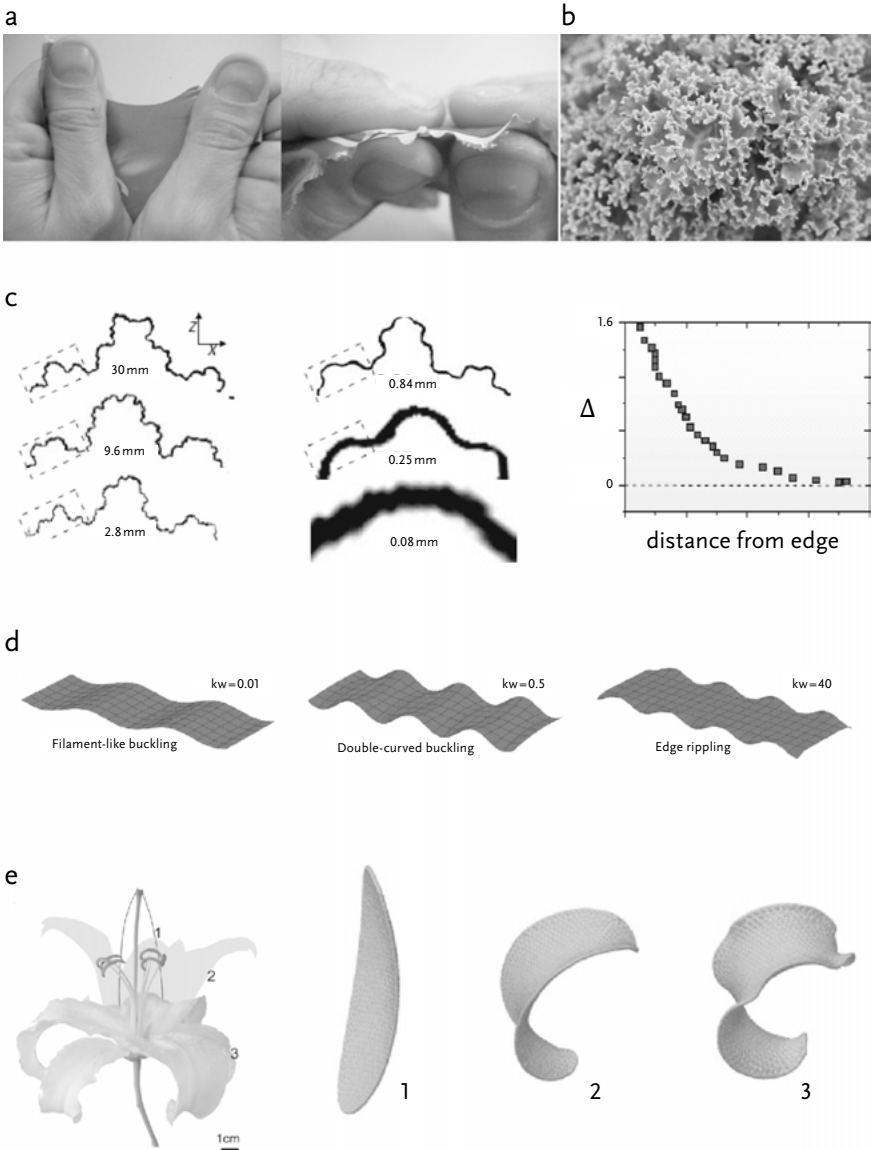 a
b
c
Z
X
30 mm
9.6 mm
2.8 mm
0.84 mm
0.25 mm
0.08 mm
1.6
Δ
0
distance from edge
d
kw=0.01
Filament-like buckling
kw=0.5
Double-curved buckling
kw=40
Edge rippling
e
1
2
3
1cm
1
2
3